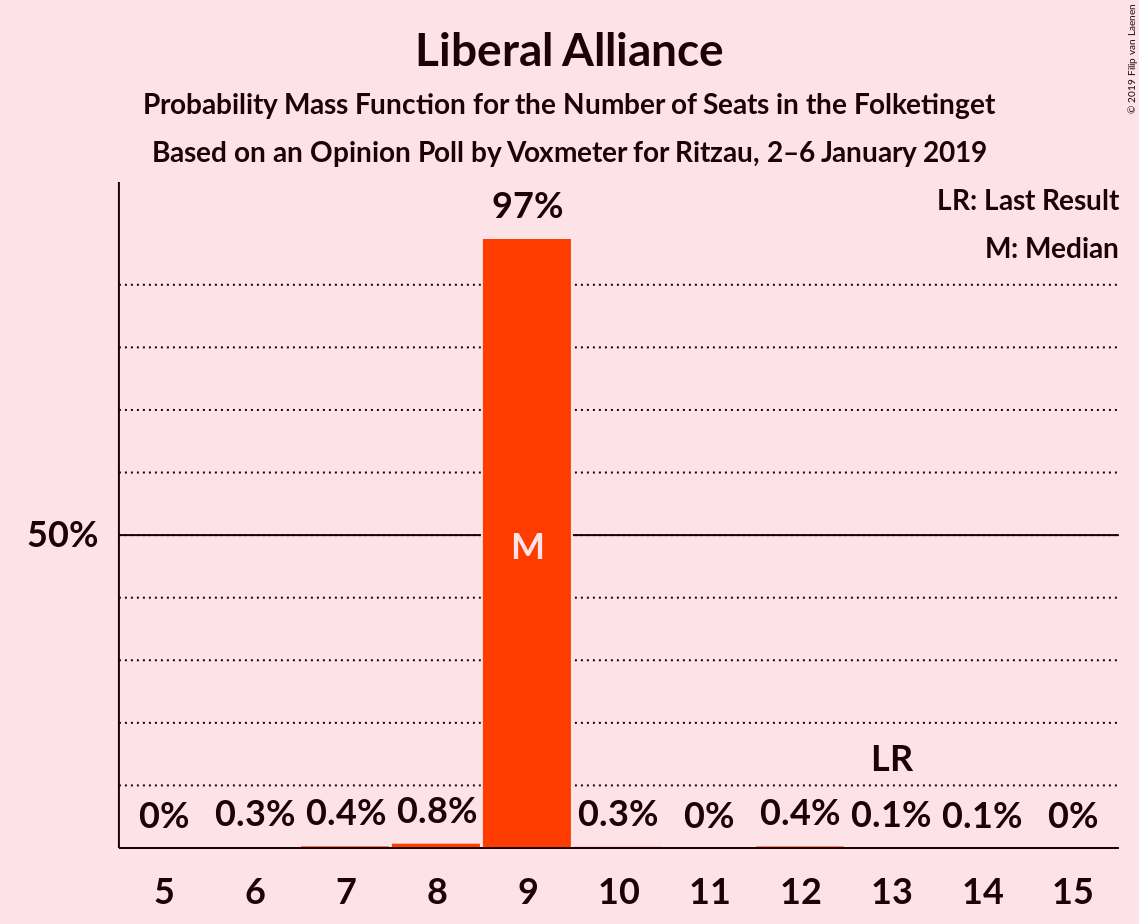 Liberal Alliance
Probability Mass Function for the Number of Seats in the Folketinget
Based on an Opinion Poll by Voxmeter for Ritzau, 2–6 January 2019
© 2019 Filip van Laenen
LR: Last Result
M: Median
97%
50%
M
LR
0% 0.3% 0.4% 0.8% 0.3% 0% 0.4% 0.1% 0.1% 0%
5 6 7 8 9 10 11 12 13 14 15